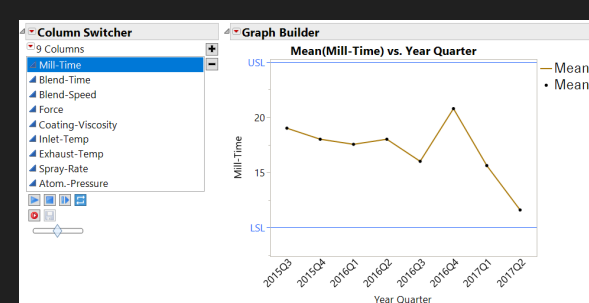 Column Switcher
9 Columns
Mill-Time
Blend-Time
Blend-Speed
Force
Coating-Viscosity
Inlet-Temp
Exhaust-Temp
Spray-Rate
Atom.-Pressure
Graph Builder
Mean(Mill-Time) vs. Year Quarter
USL
20
15
LSL
Mill-Time
2015Q3
2015Q4
2016Q1
2016Q2
2016Q3
2016Q4
2017Q1
2017Q2
Year Quarter
Mean
Mean